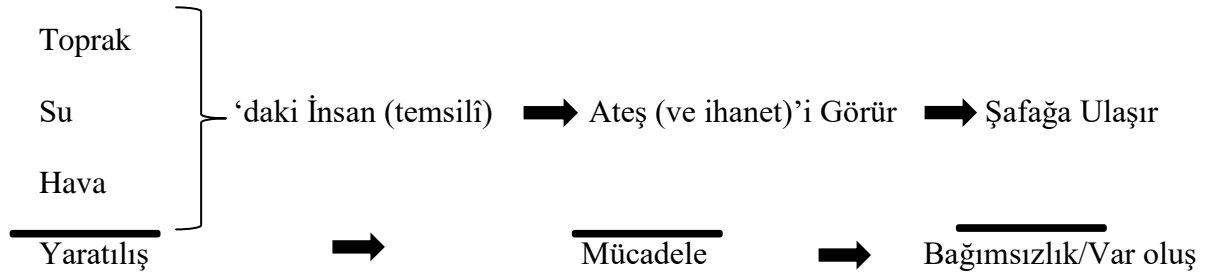 Toprak
Su ‘daki İnsan (temsilî) Ateş (ve ihanet)’i Görür Şafağa Ulaşır
Hava
Yaratılış Mücadele Bağımsızlık/Var oluş